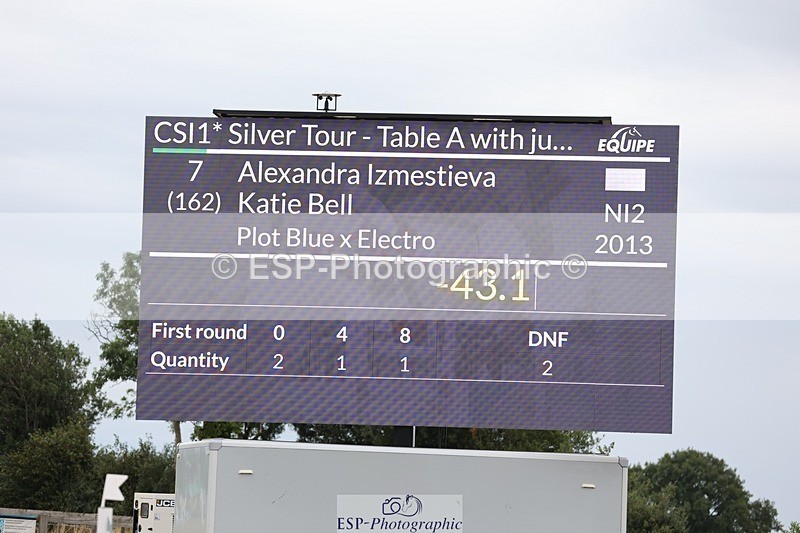 CSI1* Silver Tour - Table A with ju... EQUIPE
7 Alexandra Izmestieva
(162) Katie Bell NI2
Plot Blue x Electro 2013
© ESP-Photographic ©
-43.1
First round 0 4 8 DNF
Quantity 2 1 1 2
JCB
ESP-Photographic